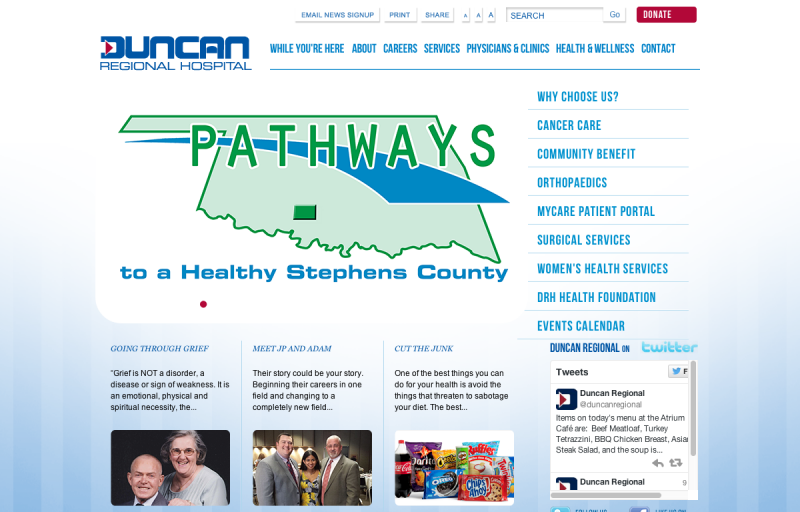 EMAIL NEWS SIGNUP PRINT SHARE A A A SEARCH Go DONATE
DUNCAN
REGIONAL HOSPITAL
WHILE YOU'RE HERE ABOUT CAREERS SERVICES PHYSICIANS & CLINICS HEALTH & WELLNESS CONTACT
PATHWAYS
to a Healthy Stephens County
WHY CHOOSE US?
CANCER CARE
COMMUNITY BENEFIT
ORTHOPAEDICS
MYCARE PATIENT PORTAL
SURGICAL SERVICES
WOMEN'S HEALTH SERVICES
DRH HEALTH FOUNDATION
EVENTS CALENDAR
GOING THROUGH GRIEF
"Grief is NOT a disorder, a
disease or sign of weakness. It is
an emotional, physical and
spiritual necessity, the...
MEET JP AND ADAM
Their story could be your story.
Beginning their careers in one
field and changing to a
completely new field...
CUT THE JUNK
One of the best things you can
do for your health is avoid the
things that threaten to sabotage
your diet. The best...
Coca-Cola
Ruffles
OREO
Chips Ahoy!
DUNCAN REGIONAL ON twitter
Tweets F
Duncan Regional
@duncanregional
Items on today's menu at the Atrium
Café are: Beef Meatloaf, Turkey
Tetrazzini, BBQ Chicken Breast, Asian
Steak Salad, and the soup is...
Duncan Regional 9